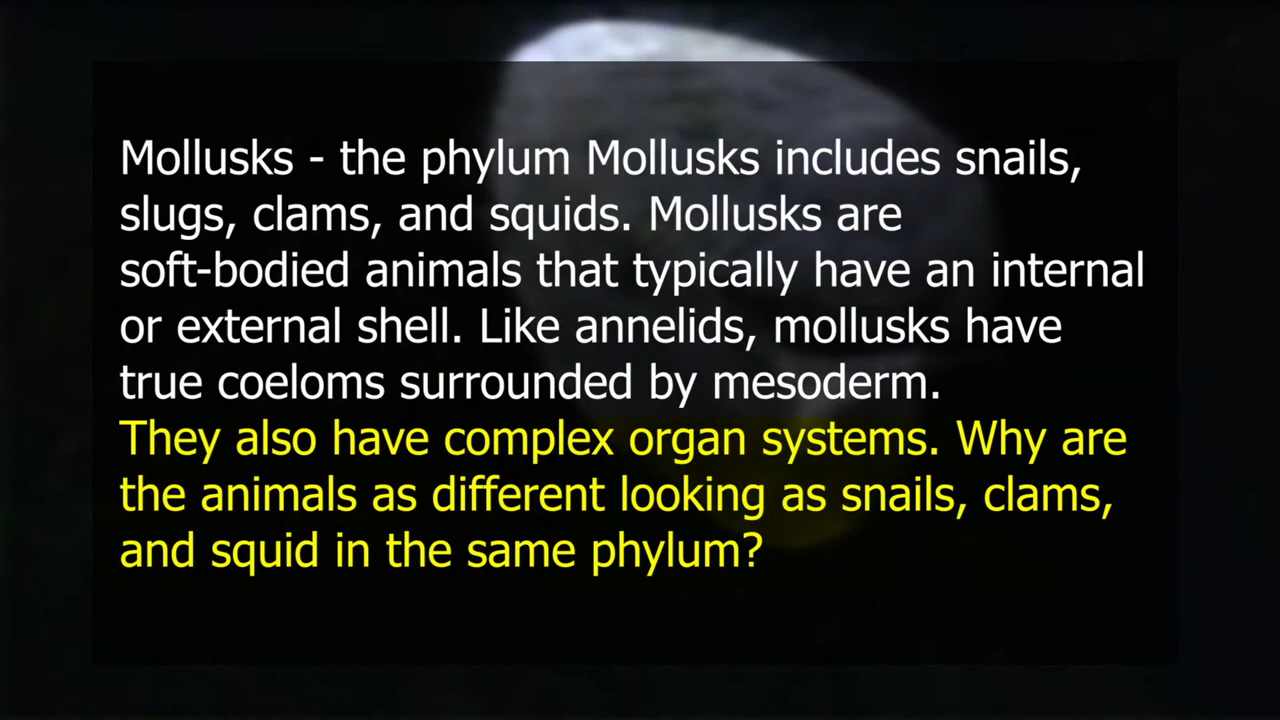 Mollusks - the phylum Mollusks includes snails,
slugs, clams, and squids. Mollusks are
soft-bodied animals that typically have an internal
or external shell. Like annelids, mollusks have
true coeloms surrounded by mesoderm.
They also have complex organ systems. Why are
the animals as different looking as snails, clams,
and squid in the same phylum?